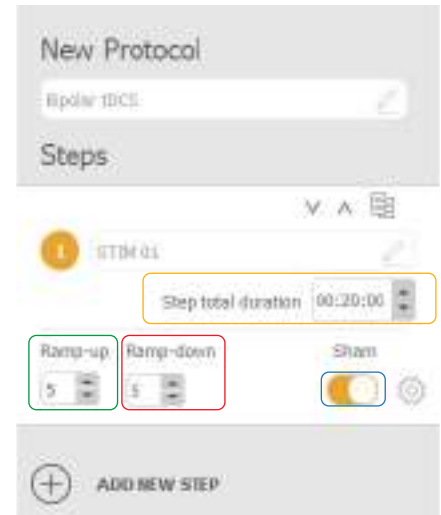 New Protocol
Bipolar tDCS
Steps
1 STIM 01
Step total duration 00:20:00
Ramp-up Ramp-down Sham
5 5
ADD NEW STEP